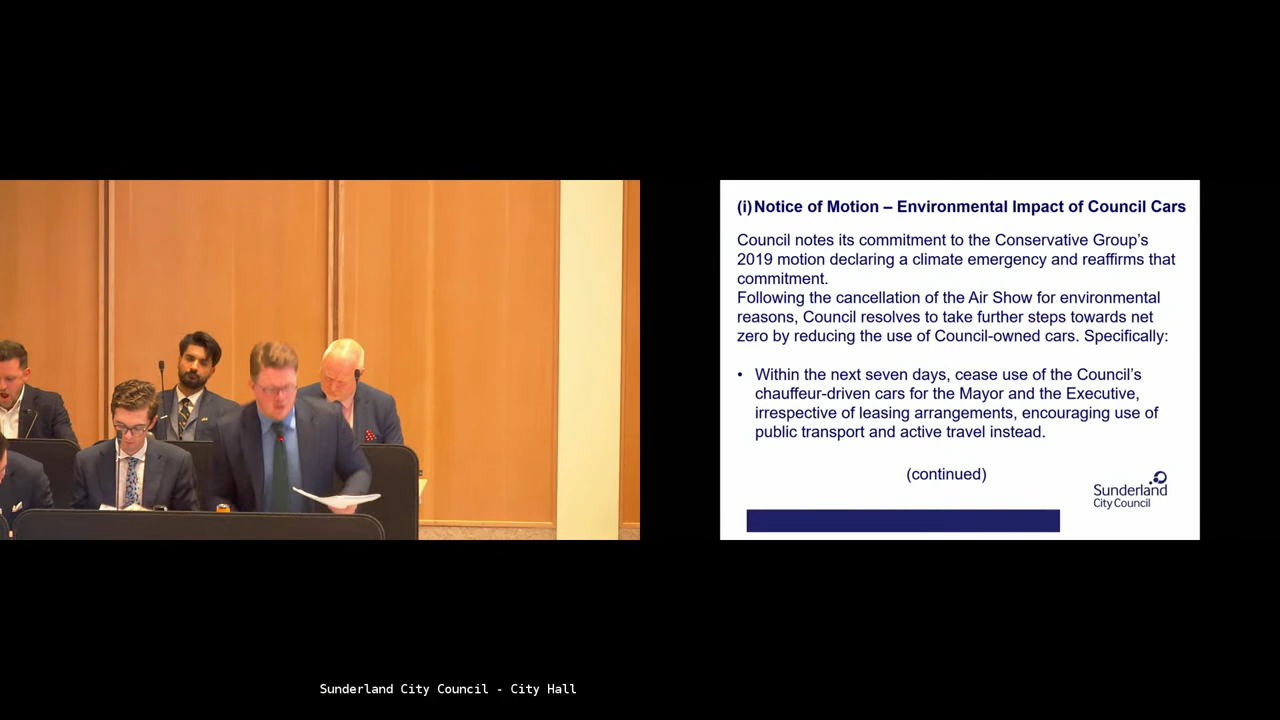 (i) Notice of Motion – Environmental Impact of Council Cars
Council notes its commitment to the Conservative Group's
2019 motion declaring a climate emergency and reaffirms that
commitment.
Following the cancellation of the Air Show for environmental
reasons, Council resolves to take further steps towards net
zero by reducing the use of Council-owned cars. Specifically:
• Within the next seven days, cease use of the Council's
chauffeur-driven cars for the Mayor and the Executive,
irrespective of leasing arrangements, encouraging use of
public transport and active travel instead.
(continued)
Sunderland
City Council
Sunderland City Council - City Hall